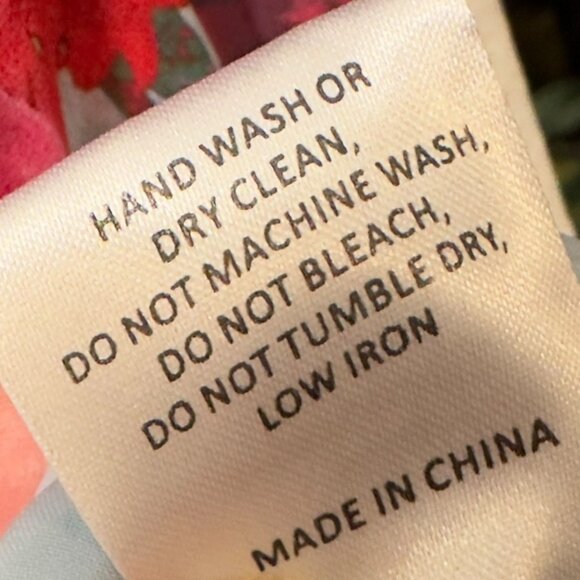 HAND WASH OR
DRY CLEAN,
DO NOT MACHINE WASH,
DO NOT BLEACH,
DO NOT TUMBLE DRY,
LOW IRON
MADE IN CHINA